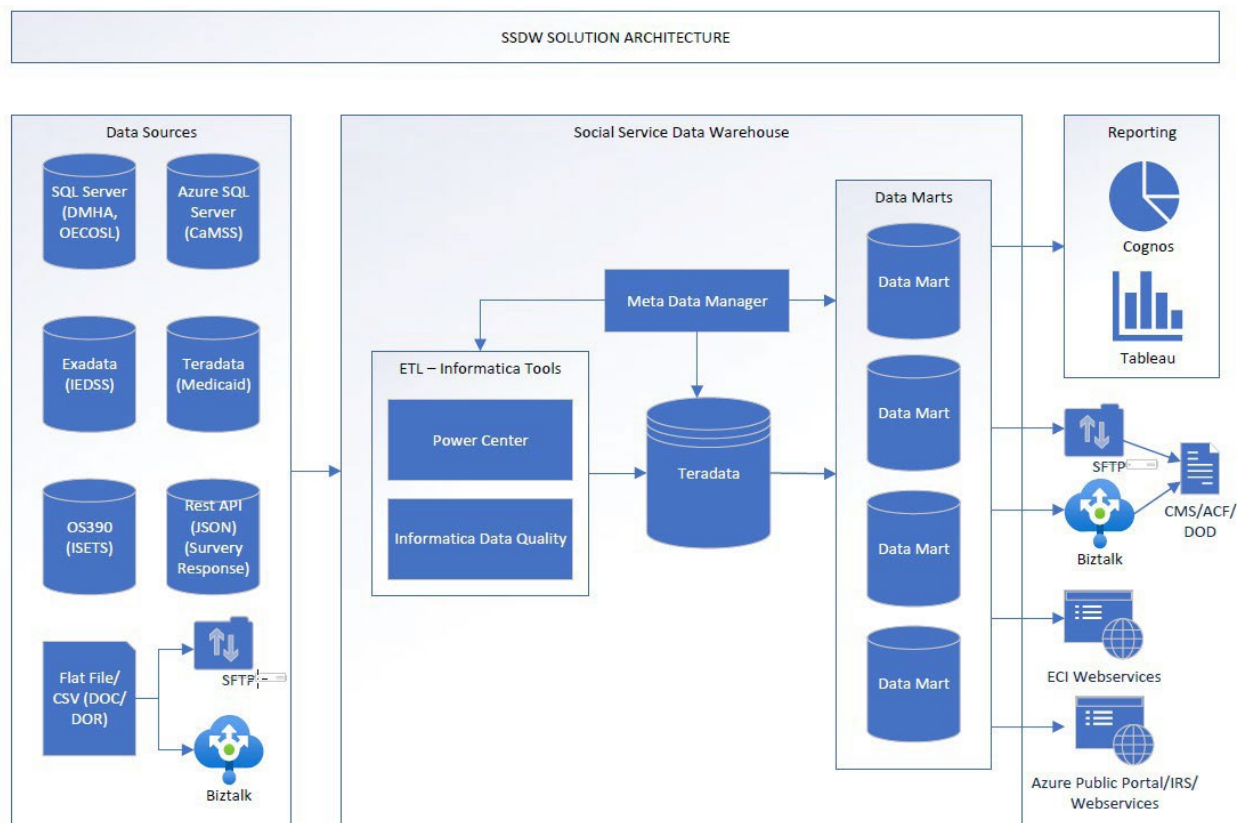 SSDW SOLUTION ARCHITECTURE
Data Sources
SQL Server
(DMHA,
OECOSL)
Azure SQL
Server
(CaMSS)
Exadata
(IEDSS)
Teradata
(Medicaid)
OS390
(ISETS)
Rest API
(JSON)
(Survery
Response)
Flat File/
CSV (DOC/
DOR)
SFTP
Biztalk
Social Service Data Warehouse
Meta Data Manager
ETL – Informatica Tools
Power Center
Informatica Data Quality
Teradata
Data Marts
Data Mart
Data Mart
Data Mart
Data Mart
Reporting
Cognos
Tableau
SFTP
Biztalk
CMS/ACF/
DOD
ECI Webservices
Azure Public Portal/IRS/
Webservices